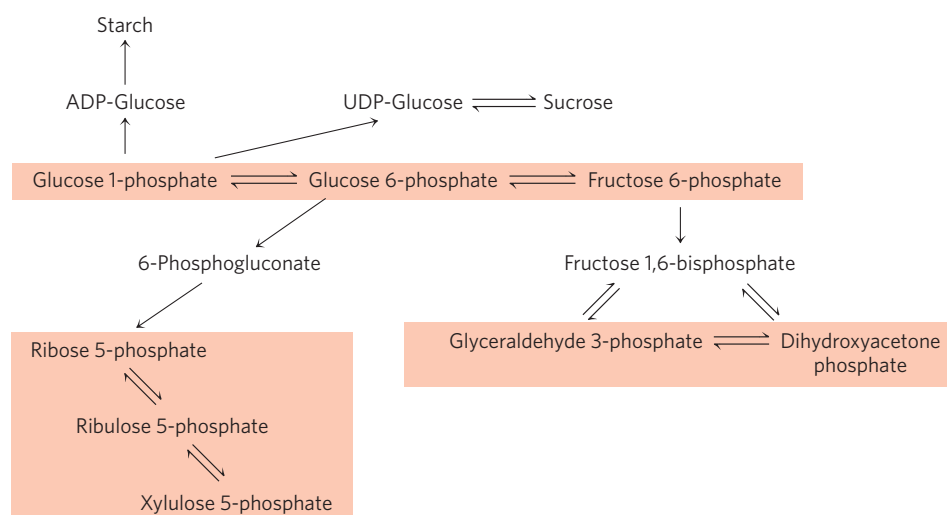 Starch
ADP-Glucose
UDP-Glucose
Sucrose
Glucose 1-phosphate
Glucose 6-phosphate
Fructose 6-phosphate
6-Phosphogluconate
Fructose 1,6-bisphosphate
Ribose 5-phosphate
Glyceraldehyde 3-phosphate
Dihydroxyacetone
phosphate
Ribulose 5-phosphate
Xylulose 5-phosphate